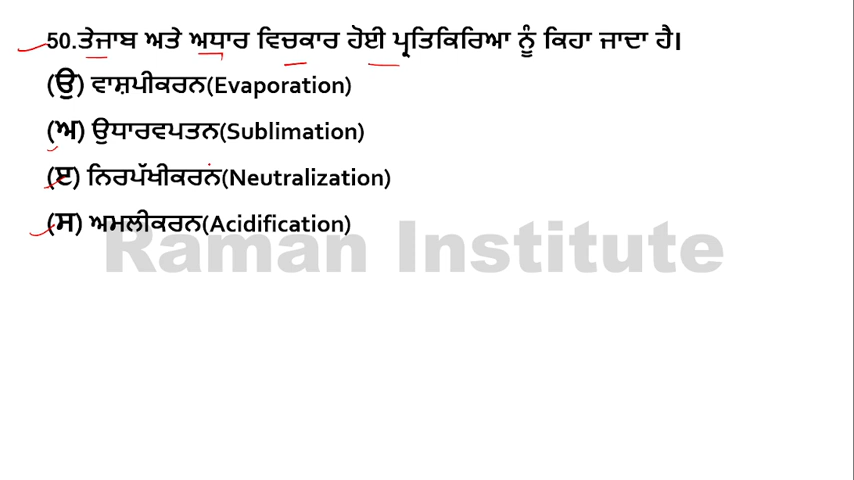 50.ਤੇਜਾਬ ਅਤੇ ਅਧਾਰ ਵਿਚਕਾਰ ਹੋਈ ਪ੍ਰਤਿਕਿਰਿਆ ਨੂੰ ਕਿਹਾ ਜਾਦਾ ਹੈ।
(ੳ) ਵਾਸ਼ਪੀਕਰਨ(Evaporation)
(ਅ) ਉਧਾਰਵਪਤਨ(Sublimation)
(ੲ) ਨਿਰਪੱਖੀਕਰਨ(Neutralization)
(ਸ) ਅਮਲੀਕਰਨ(Acidification)
Raman Institute